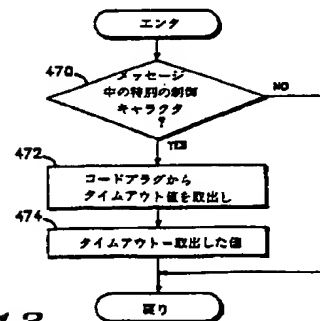 エンタ
470
メッセージ
中の特別の制御
キャラクタ
?
NO
YES
472
コードプラグから
タイムアウト値を取出し
474
タイムアウト←取出した値
戻り